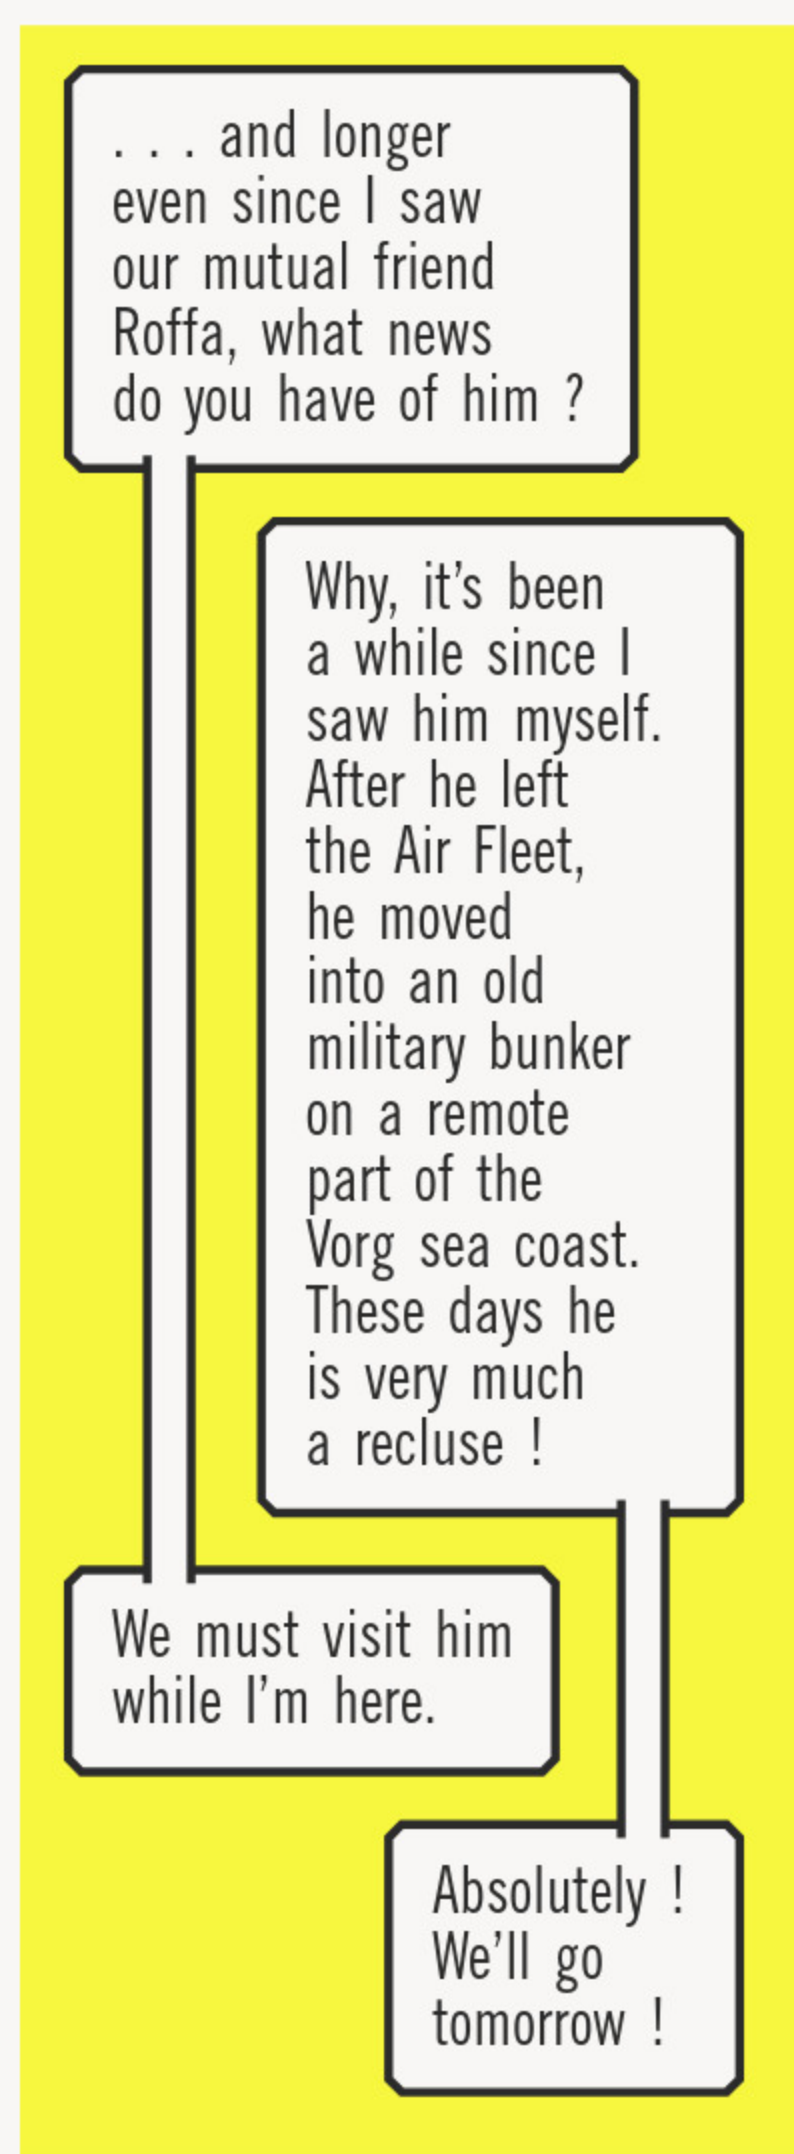 . . . and longer
even since I saw
our mutual friend
Roffa, what news
do you have of him ?
Why, it’s been
a while since I
saw him myself.
After he left
the Air Fleet,
he moved
into an old
military bunker
on a remote
part of the
Vorg sea coast.
These days he
is very much
a recluse !
We must visit him
while I’m here.
Absolutely !
We’ll go
tomorrow !